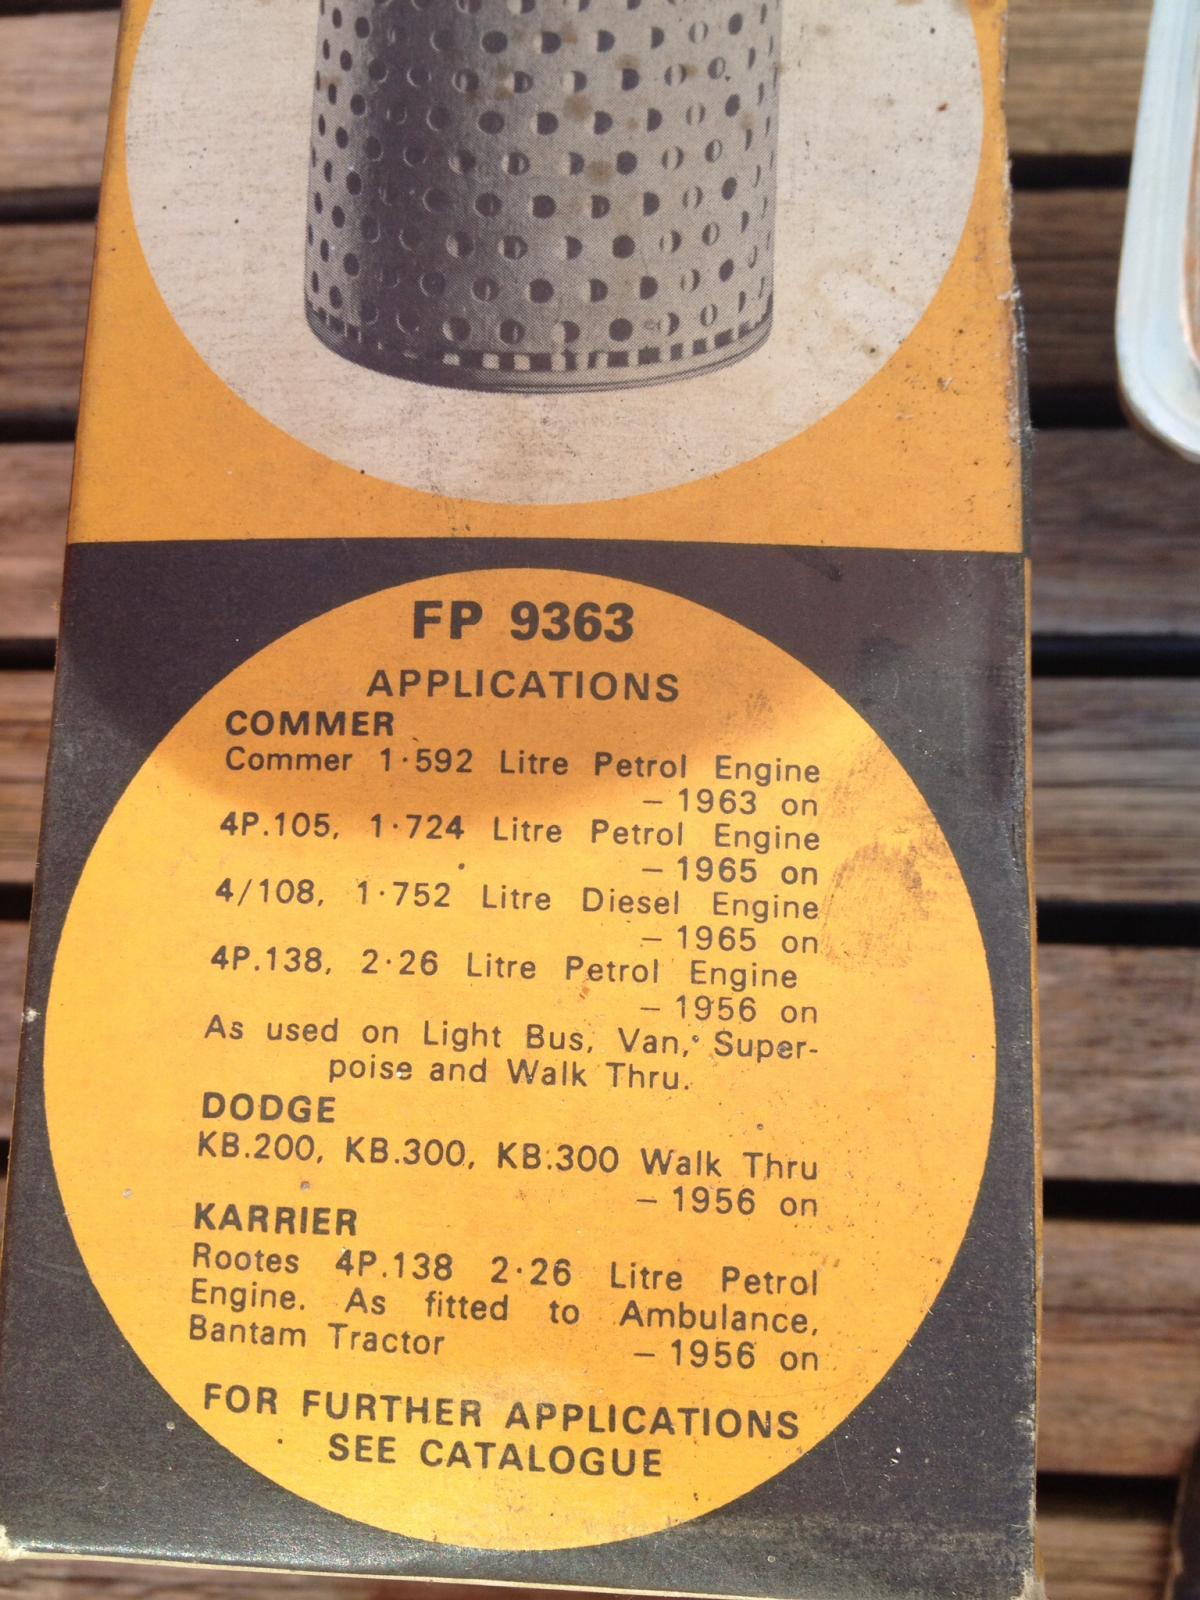 FP 9363
APPLICATIONS
COMMER
Commer 1·592 Litre Petrol Engine
– 1963 on
4P.105, 1·724 Litre Petrol Engine
– 1965 on
4/108, 1·752 Litre Diesel Engine
– 1965 on
4P.138, 2·26 Litre Petrol Engine
– 1956 on
As used on Light Bus, Van, Super-
poise and Walk Thru.
DODGE
KB.200, KB.300, KB.300 Walk Thru
– 1956 on
KARRIER
Rootes 4P.138 2·26 Litre Petrol
Engine. As fitted to Ambulance,
Bantam Tractor – 1956 on
FOR FURTHER APPLICATIONS
SEE CATALOGUE